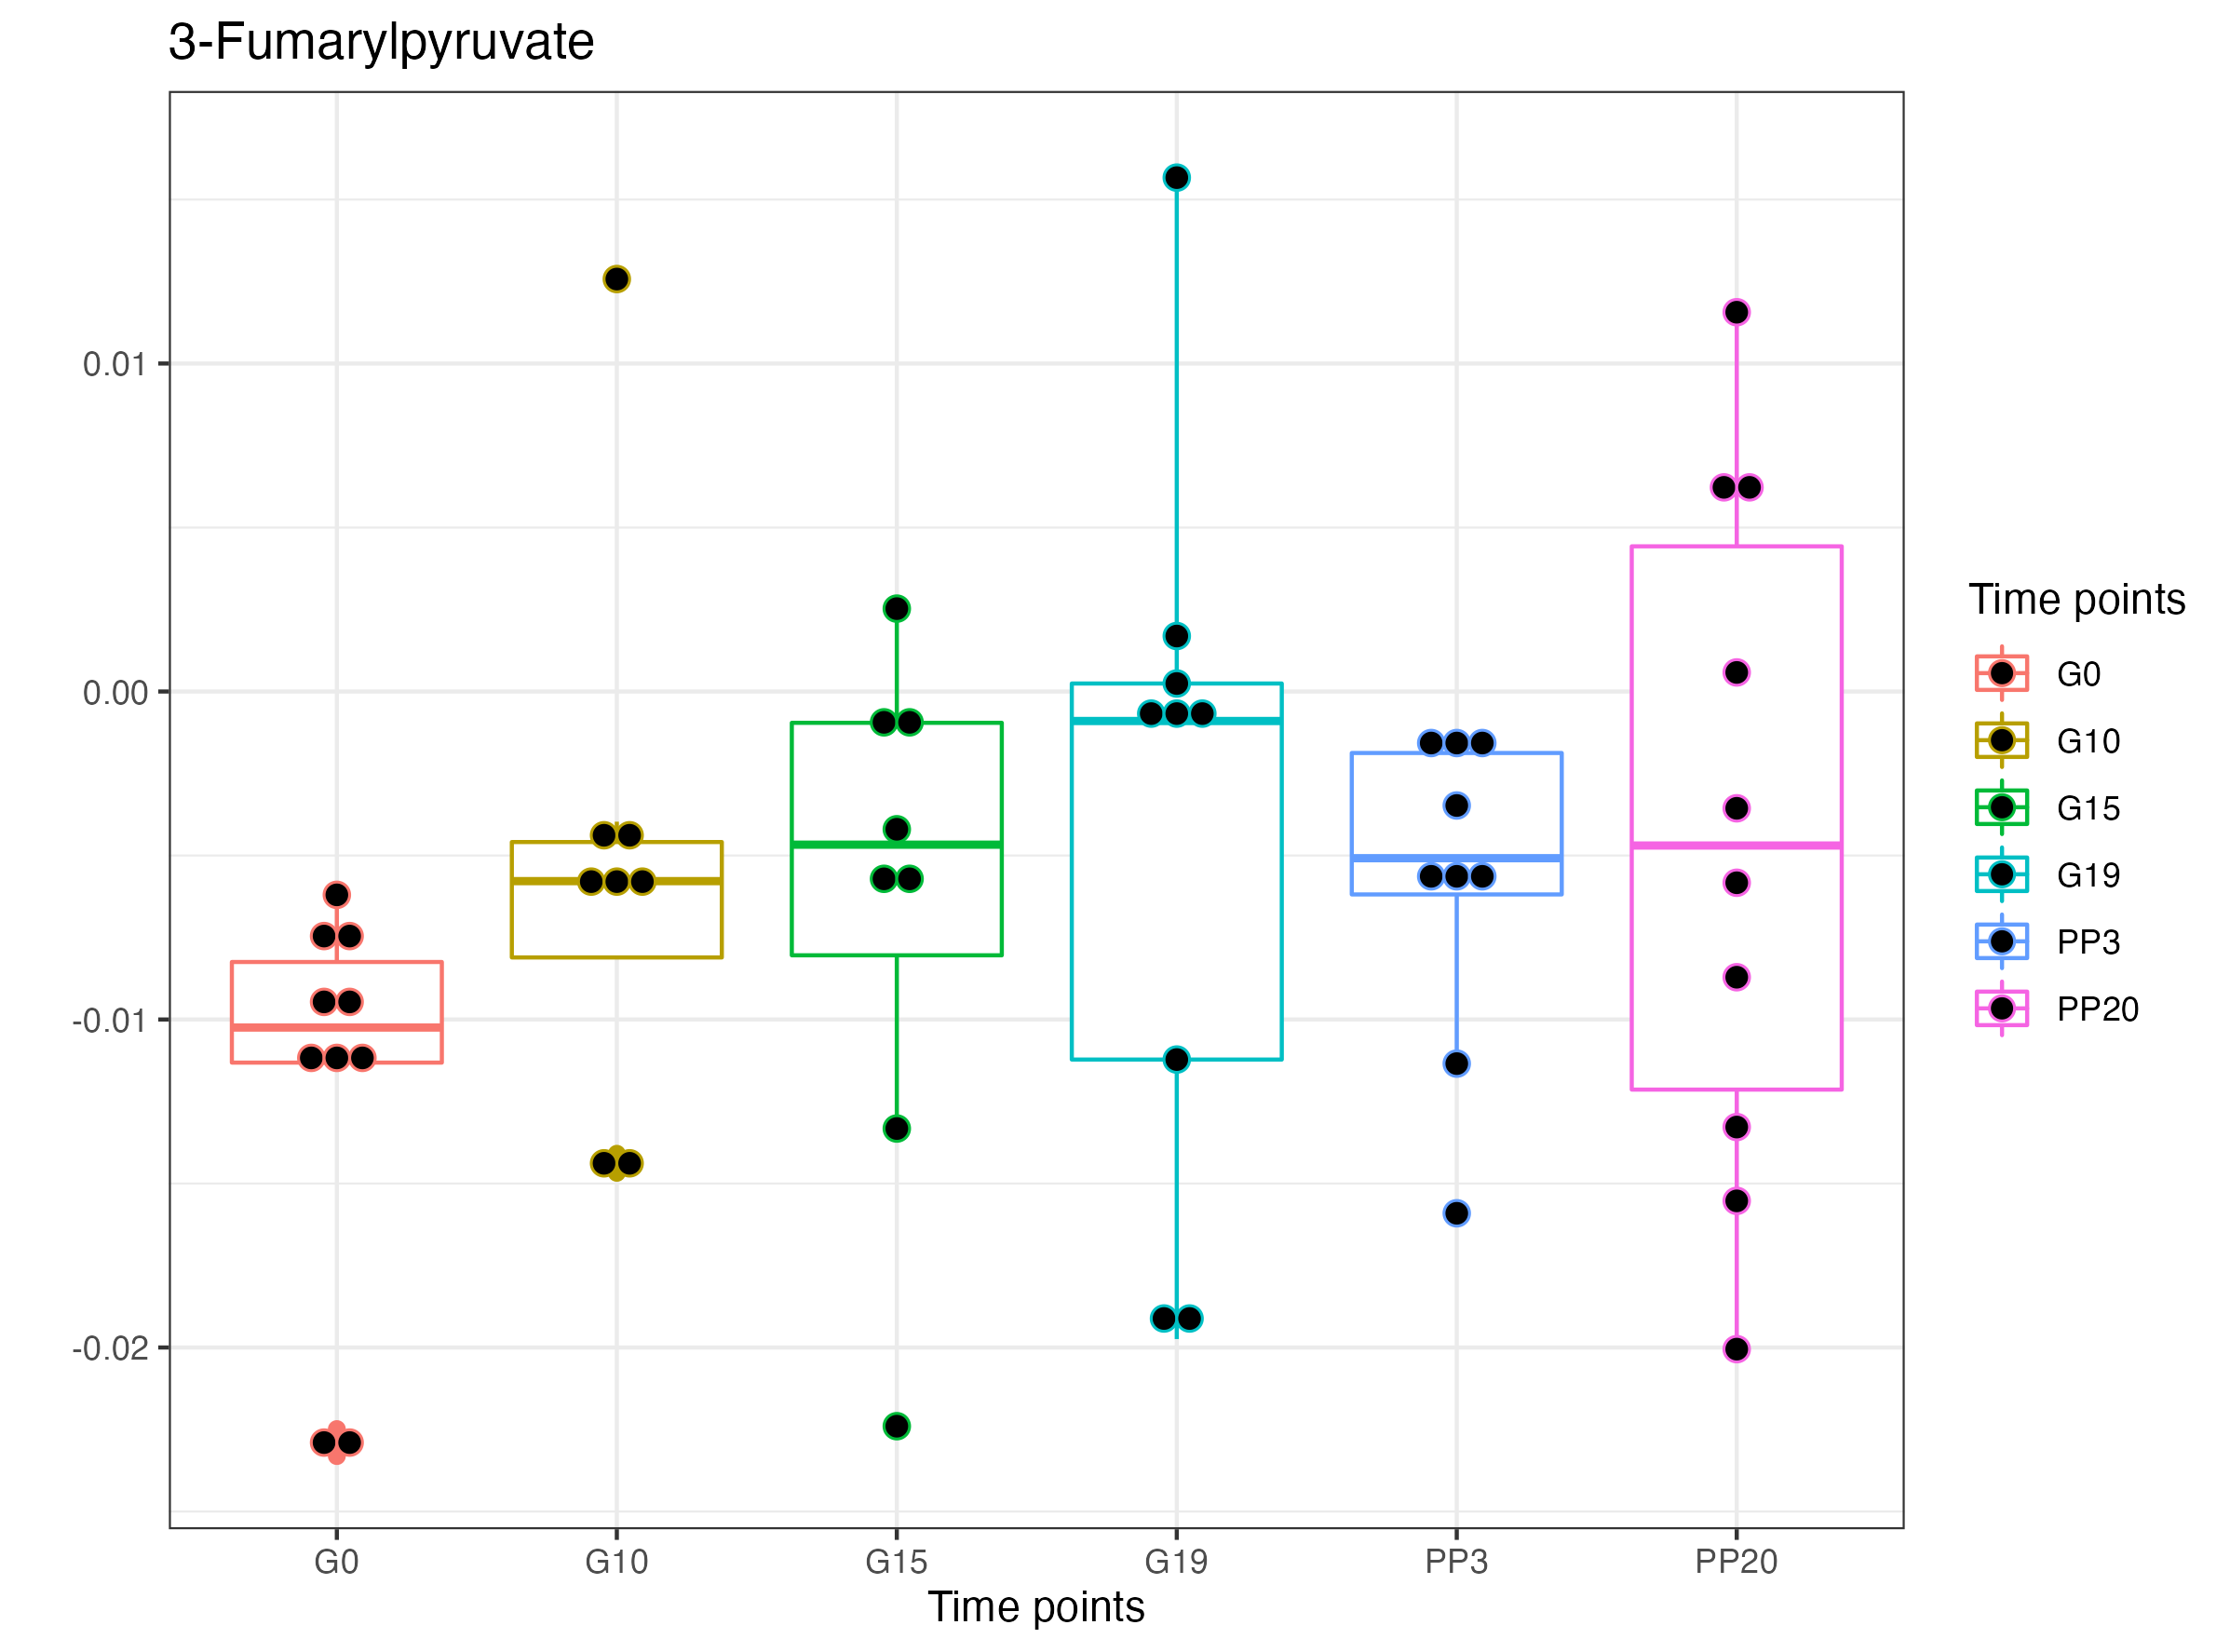 3-Fumarylpyruvate
0.01
0.00
-0.01
-0.02
G0 G10 G15 G19 PP3 PP20
Time points
Time points
G0
G10
G15
G19
PP3
PP20